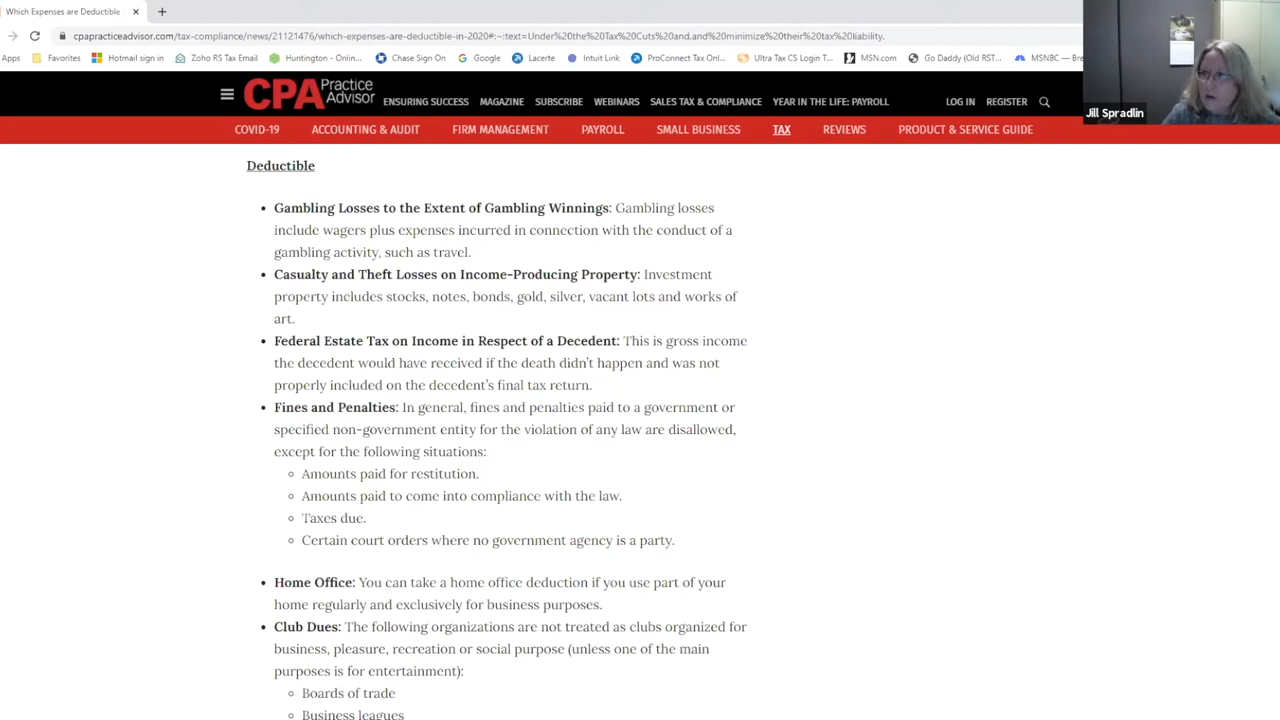 Which Expenses are Deductible
cpapracticeadvisor.com/tax-compliance/news/21121476/which-expenses-are-deductible-in-2020#:~:text=Under%20the%20Tax%20Cuts%20and,and%20minimize%20their%20tax%20liability.
Apps Favorites Hotmail sign in Zoho RS Tax Email Huntington - Onlin... Chase Sign On Google Lacerte Intuit Link ProConnect Tax Onl... Ultra Tax CS Login T... MSN.com Go Daddy (Old RST... MSNBC — Bre
CPA Practice Advisor
ENSURING SUCCESS MAGAZINE SUBSCRIBE WEBINARS SALES TAX & COMPLIANCE YEAR IN THE LIFE: PAYROLL LOG IN REGISTER
Jill Spradlin
COVID-19 ACCOUNTING & AUDIT FIRM MANAGEMENT PAYROLL SMALL BUSINESS TAX REVIEWS PRODUCT & SERVICE GUIDE
Deductible
• Gambling Losses to the Extent of Gambling Winnings: Gambling losses
include wagers plus expenses incurred in connection with the conduct of a
gambling activity, such as travel.
• Casualty and Theft Losses on Income-Producing Property: Investment
property includes stocks, notes, bonds, gold, silver, vacant lots and works of
art.
• Federal Estate Tax on Income in Respect of a Decedent: This is gross income
the decedent would have received if the death didn't happen and was not
properly included on the decedent's final tax return.
• Fines and Penalties: In general, fines and penalties paid to a government or
specified non-government entity for the violation of any law are disallowed,
except for the following situations:
◦ Amounts paid for restitution.
◦ Amounts paid to come into compliance with the law.
◦ Taxes due.
◦ Certain court orders where no government agency is a party.
• Home Office: You can take a home office deduction if you use part of your
home regularly and exclusively for business purposes.
• Club Dues: The following organizations are not treated as clubs organized for
business, pleasure, recreation or social purpose (unless one of the main
purposes is for entertainment):
◦ Boards of trade
◦ Business leagues